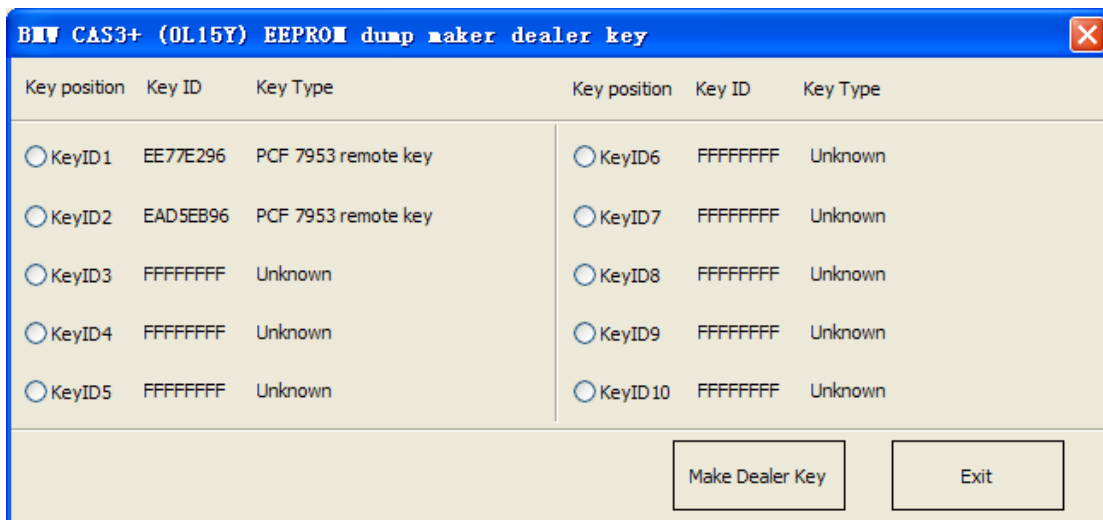 BMW CAS3+ (0L15Y) EEPROM dump maker dealer key
Key position Key ID Key Type Key position Key ID Key Type
KeyID1 EE77E296 PCF 7953 remote key KeyID6 FFFFFFFF Unknown
KeyID2 EAD5EB96 PCF 7953 remote key KeyID7 FFFFFFFF Unknown
KeyID3 FFFFFFFF Unknown KeyID8 FFFFFFFF Unknown
KeyID4 FFFFFFFF Unknown KeyID9 FFFFFFFF Unknown
KeyID5 FFFFFFFF Unknown KeyID10 FFFFFFFF Unknown
Make Dealer Key Exit